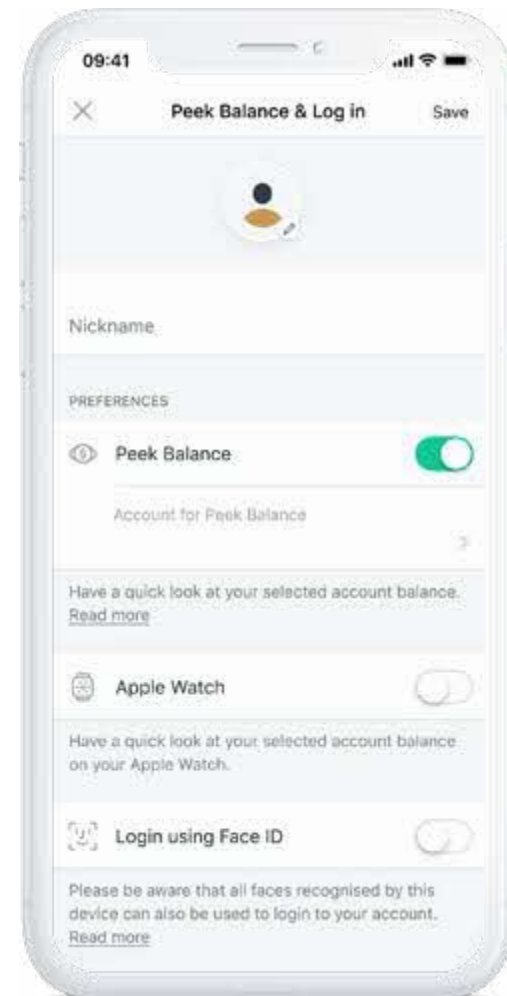 09:41
Peek Balance & Log in
Save
Nickname
PREFERENCES
Peek Balance
Account for Peek Balance
Have a quick look at your selected account balance.
Read more
Apple Watch
Have a quick look at your selected account balance
on your Apple Watch.
Login using Face ID
Please be aware that all faces recognised by this
device can also be used to login to your account.
Read more